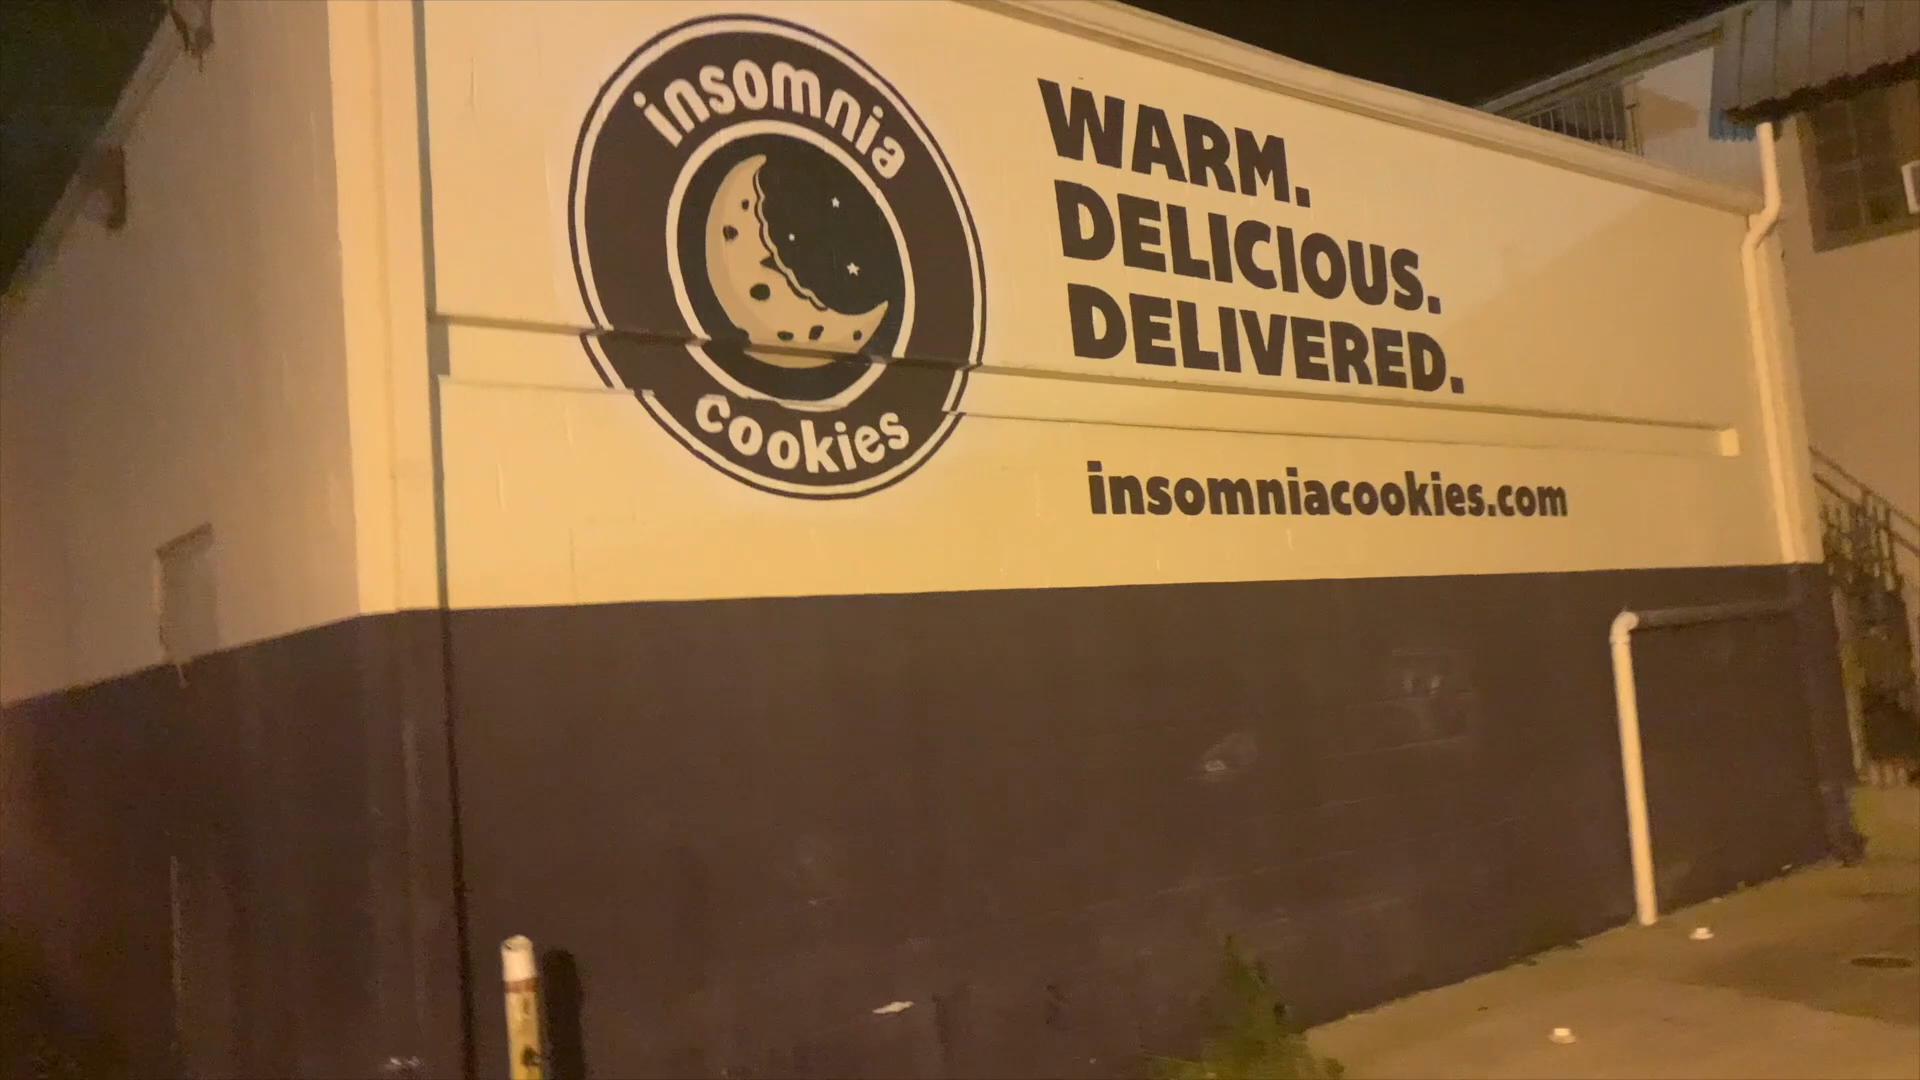 insomnia
cookies
WARM.
DELICIOUS.
DELIVERED.
insomniacookies.com